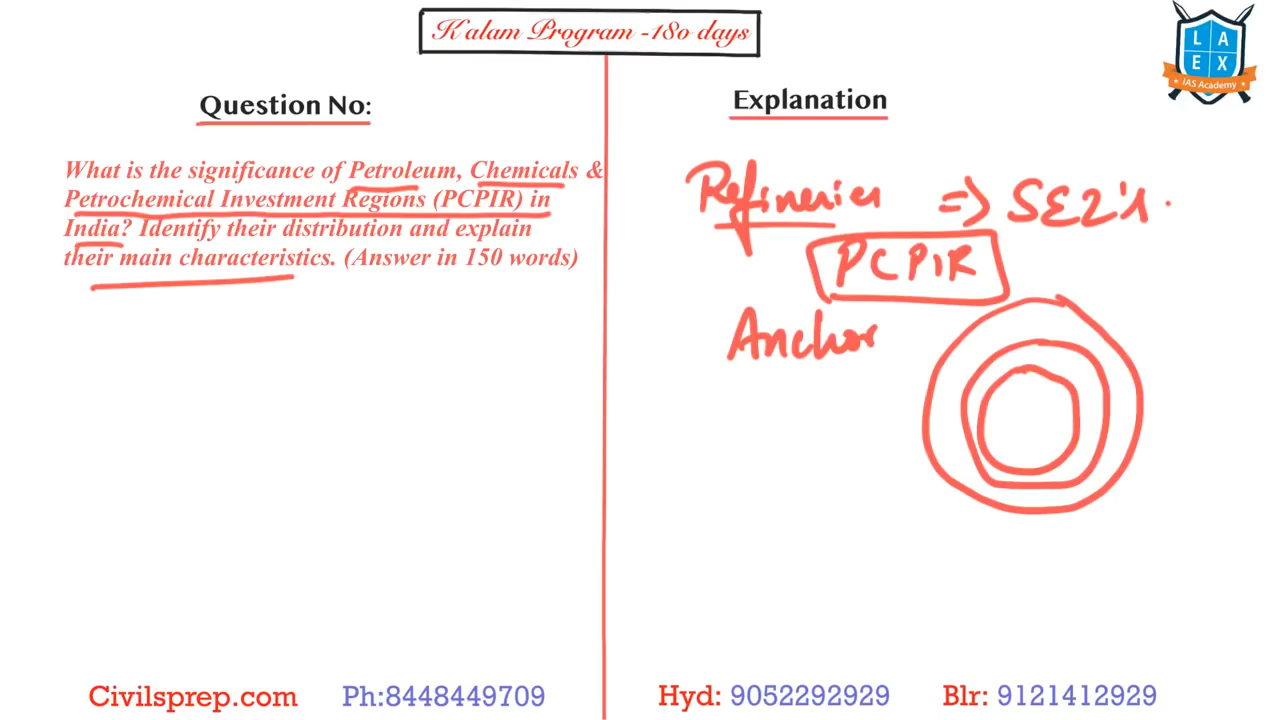 Kalam Program -180 days
L A
E X
IAS Academy
Question No:
What is the significance of Petroleum, Chemicals &
Petrochemical Investment Regions (PCPIR) in
India? Identify their distribution and explain
their main characteristics. (Answer in 150 words)
Explanation
Refineries => SEZ's.
PCPIR
Anchor
Civilsprep.com Ph:8448449709 Hyd: 9052292929 Blr: 9121412929